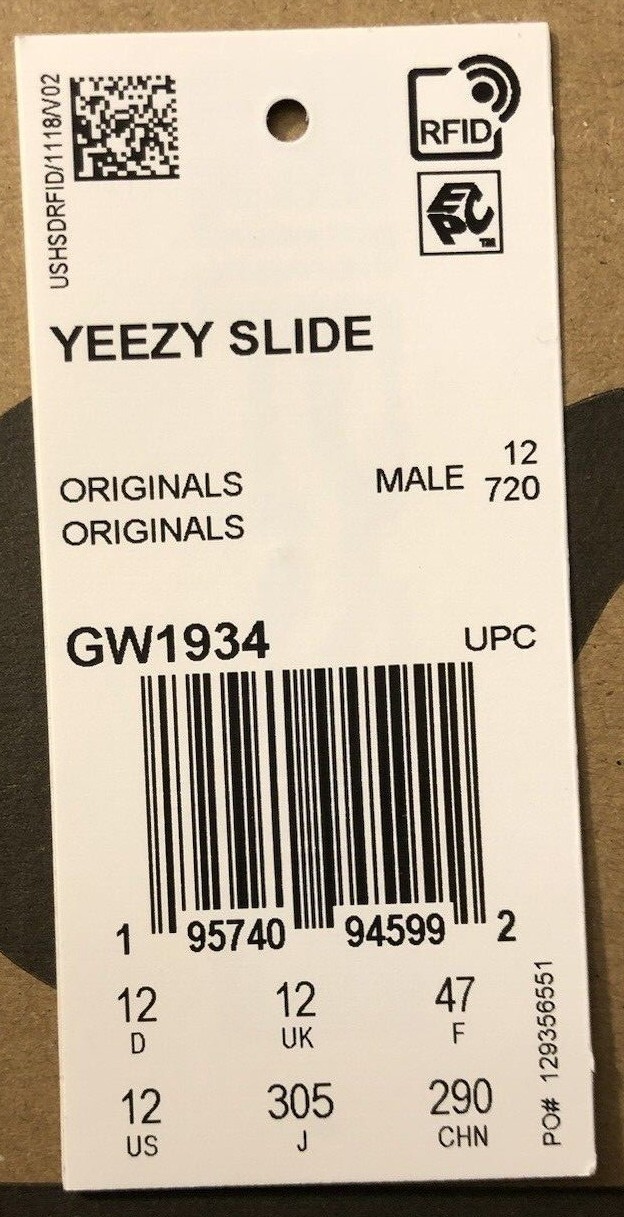 USHSDRFID/1118/V02
RFID
EPC
TM
YEEZY SLIDE
ORIGINALS
ORIGINALS
MALE
12
720
GW1934
UPC
1 95740 94599 2
12 12 47
D UK F
12 305 290
US J CHN
PO# 129356551